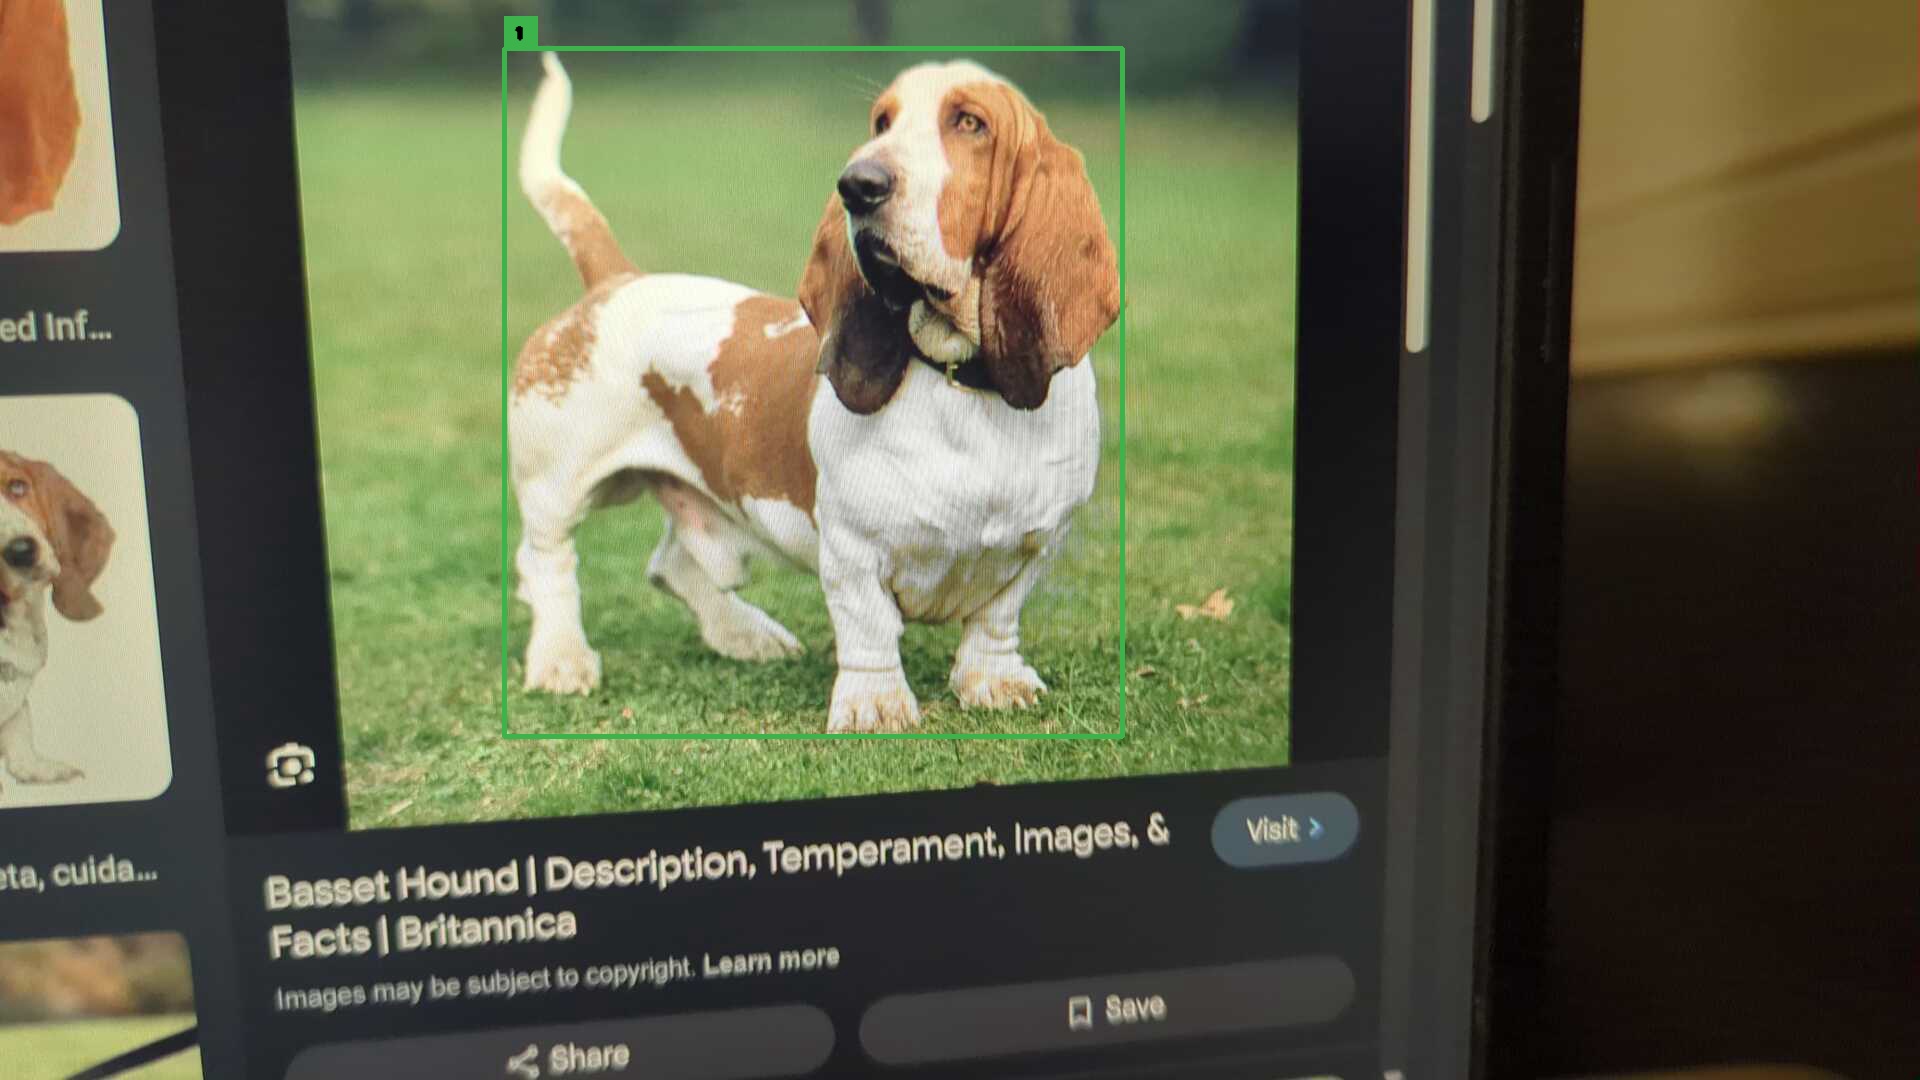 1
ed Inf...
eta, cuida...
Basset Hound | Description, Temperament, Images, &
Facts | Britannica
Visit >
Images may be subject to copyright. Learn more
Share
Save